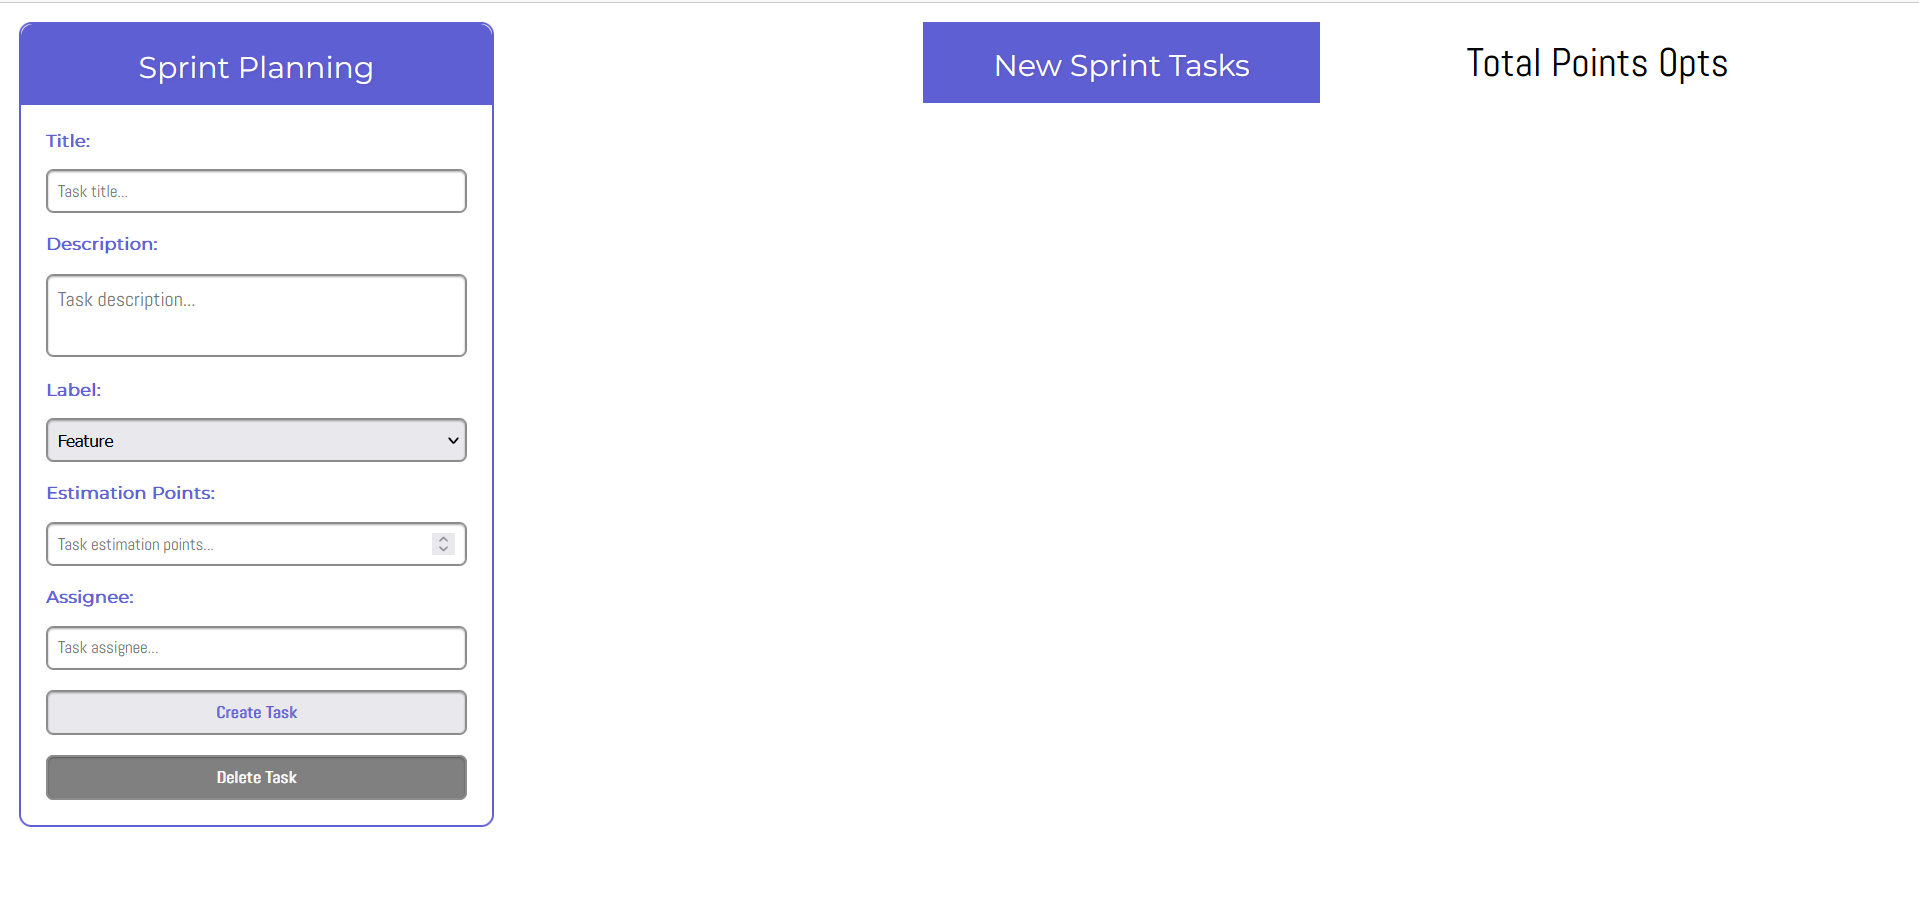 Sprint Planning
Title:
Task title...
Description:
Task description...
Label:
Feature
Estimation Points:
Task estimation points...
Assignee:
Task assignee...
Create Task
Delete Task
New Sprint Tasks
Total Points 0pts